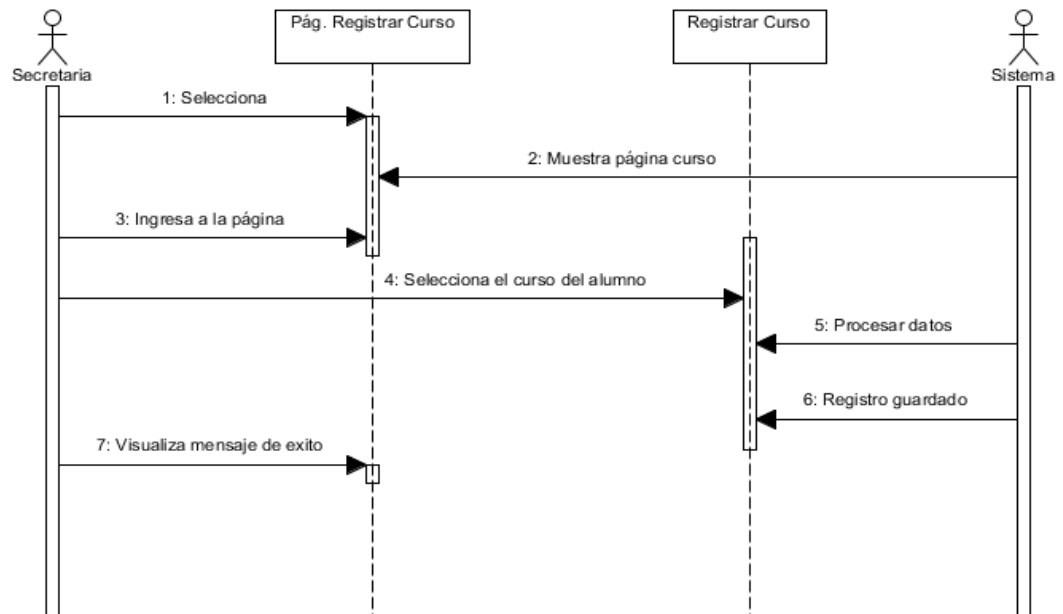 Pág. Registrar Curso
Registrar Curso
Secretaria
Sistema
1: Selecciona
2: Muestra página curso
3: Ingresa a la página
4: Selecciona el curso del alumno
5: Procesar datos
6: Registro guardado
7: Visualiza mensaje de exito